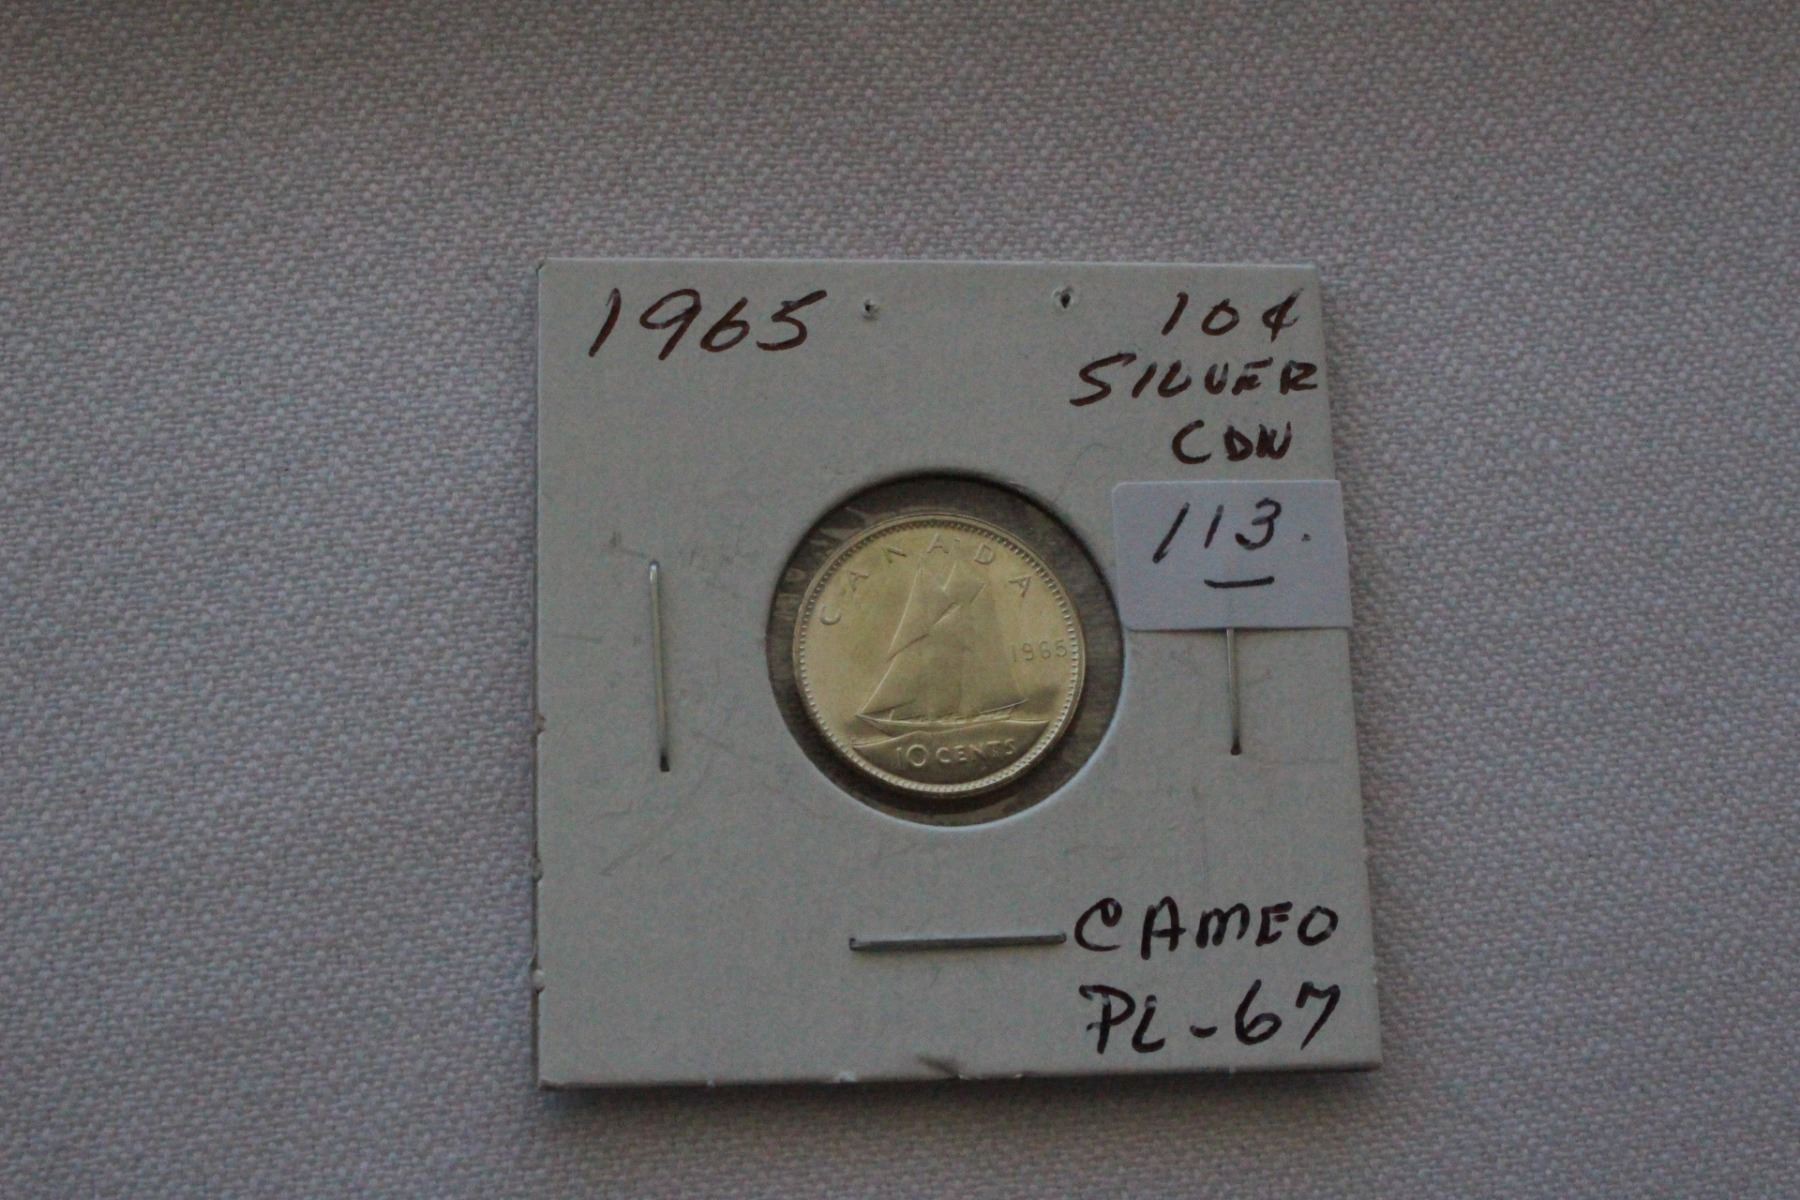 1965
10¢
SILVER
CDN
113.
CANADA
1965
10 CENTS
CAMEO
PL-67